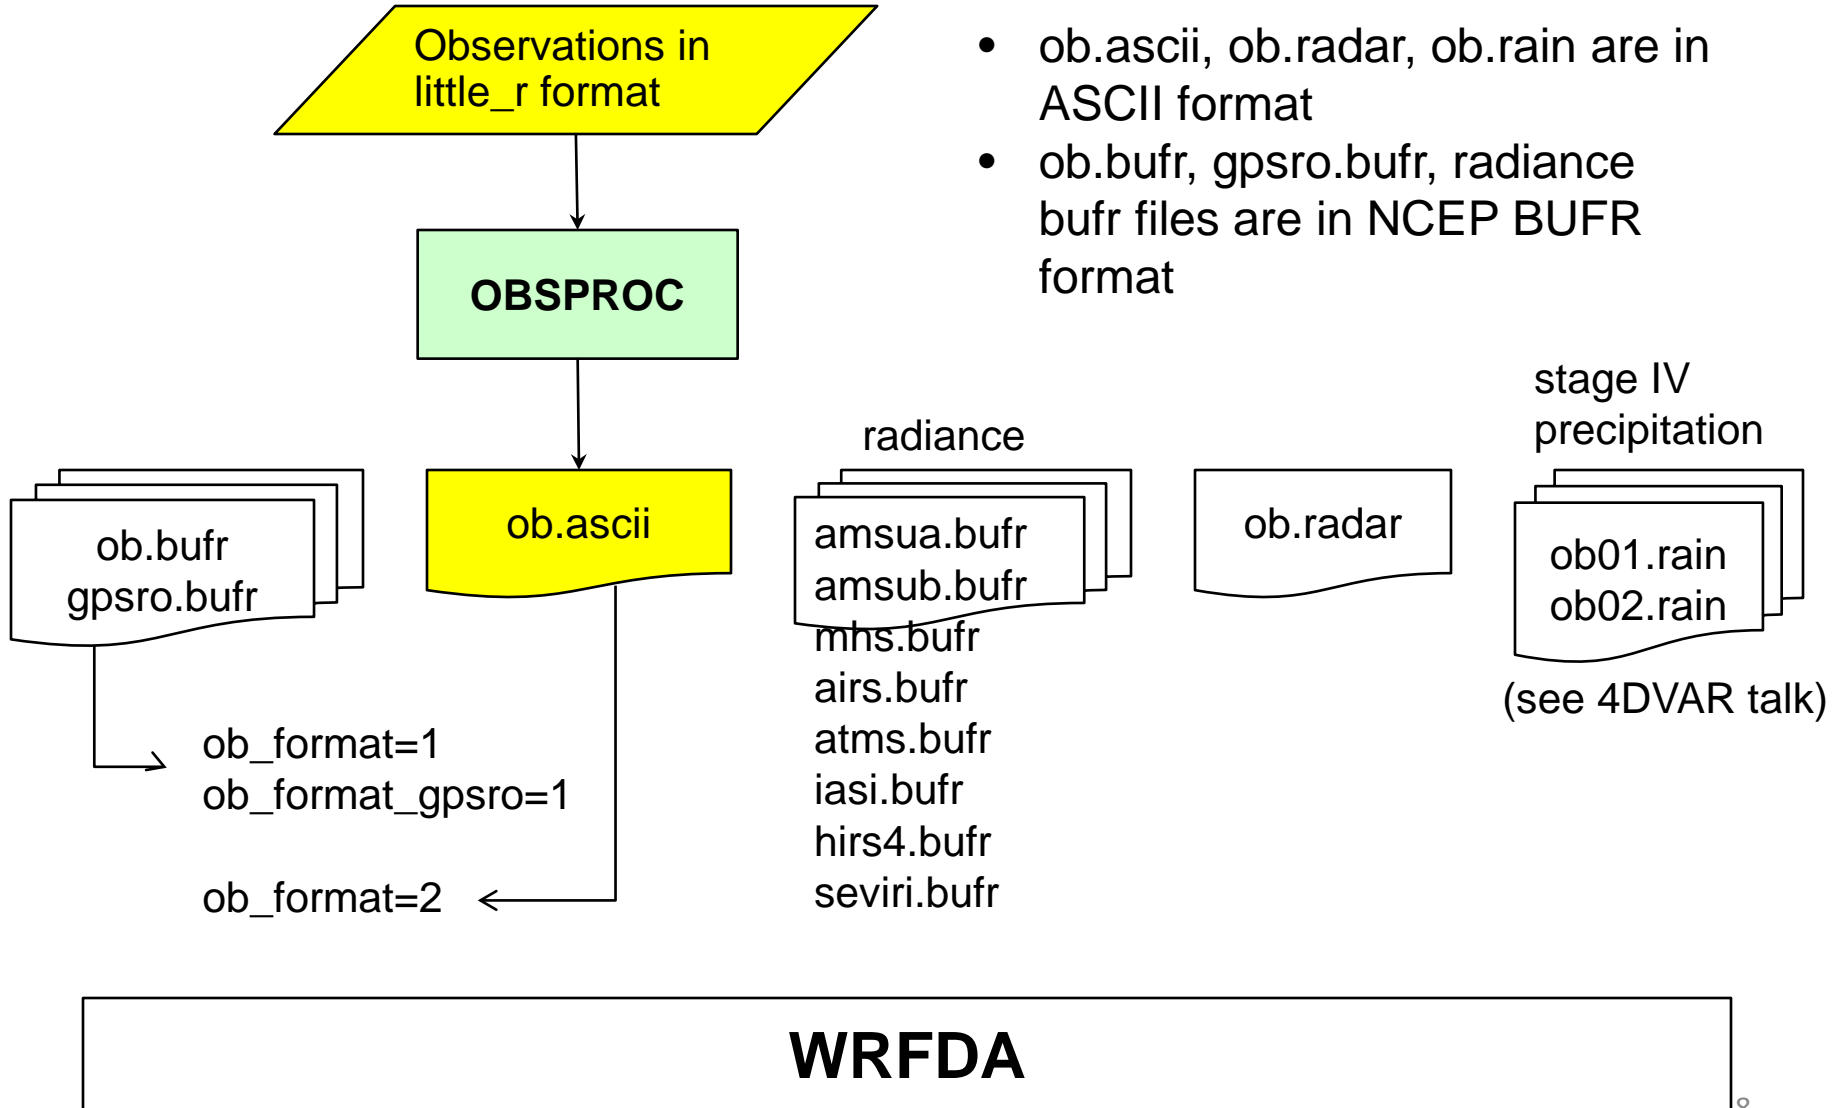 Observations in
little_r format
• ob.ascii, ob.radar, ob.rain are in
ASCII format
• ob.bufr, gpsro.bufr, radiance
bufr files are in NCEP BUFR
format
OBSPROC
stage IV
precipitation
radiance
ob.bufr
gpsro.bufr
ob.ascii
amsua.bufr
amsub.bufr
mhs.bufr
airs.bufr
atms.bufr
iasi.bufr
hirs4.bufr
seviri.bufr
ob.radar
ob01.rain
ob02.rain
(see 4DVAR talk)
ob_format=1
ob_format_gpsro=1
ob_format=2
WRFDA
8